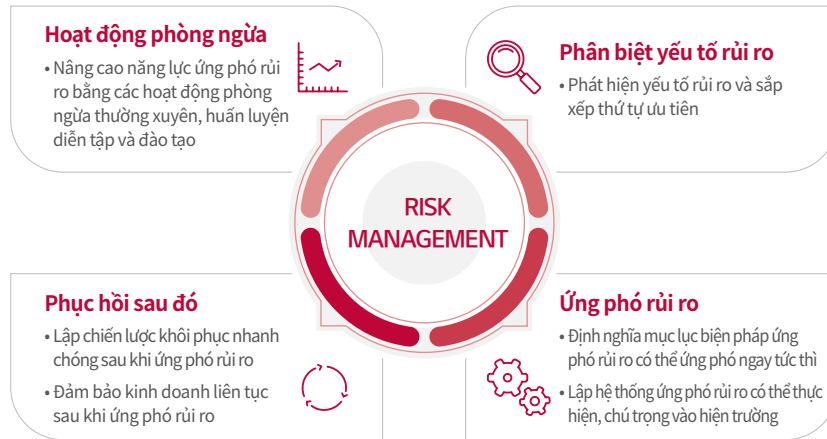 Hoạt động phòng ngừa
• Nâng cao năng lực ứng phó rủi
ro bằng các hoạt động phòng
ngừa thường xuyên, huấn luyện
diễn tập và đào tạo
Phân biệt yếu tố rủi ro
• Phát hiện yếu tố rủi ro và sắp
xếp thứ tự ưu tiên
RISK
MANAGEMENT
Phục hồi sau đó
• Lập chiến lược khôi phục nhanh
chóng sau khi ứng phó rủi ro
• Đảm bảo kinh doanh liên tục
sau khi ứng phó rủi ro
Ứng phó rủi ro
• Định nghĩa mục lục biện pháp ứng
phó rủi ro có thể ứng phó ngay tức thì
• Lập hệ thống ứng phó rủi ro có thể thực
hiện, chú trọng vào hiện trường